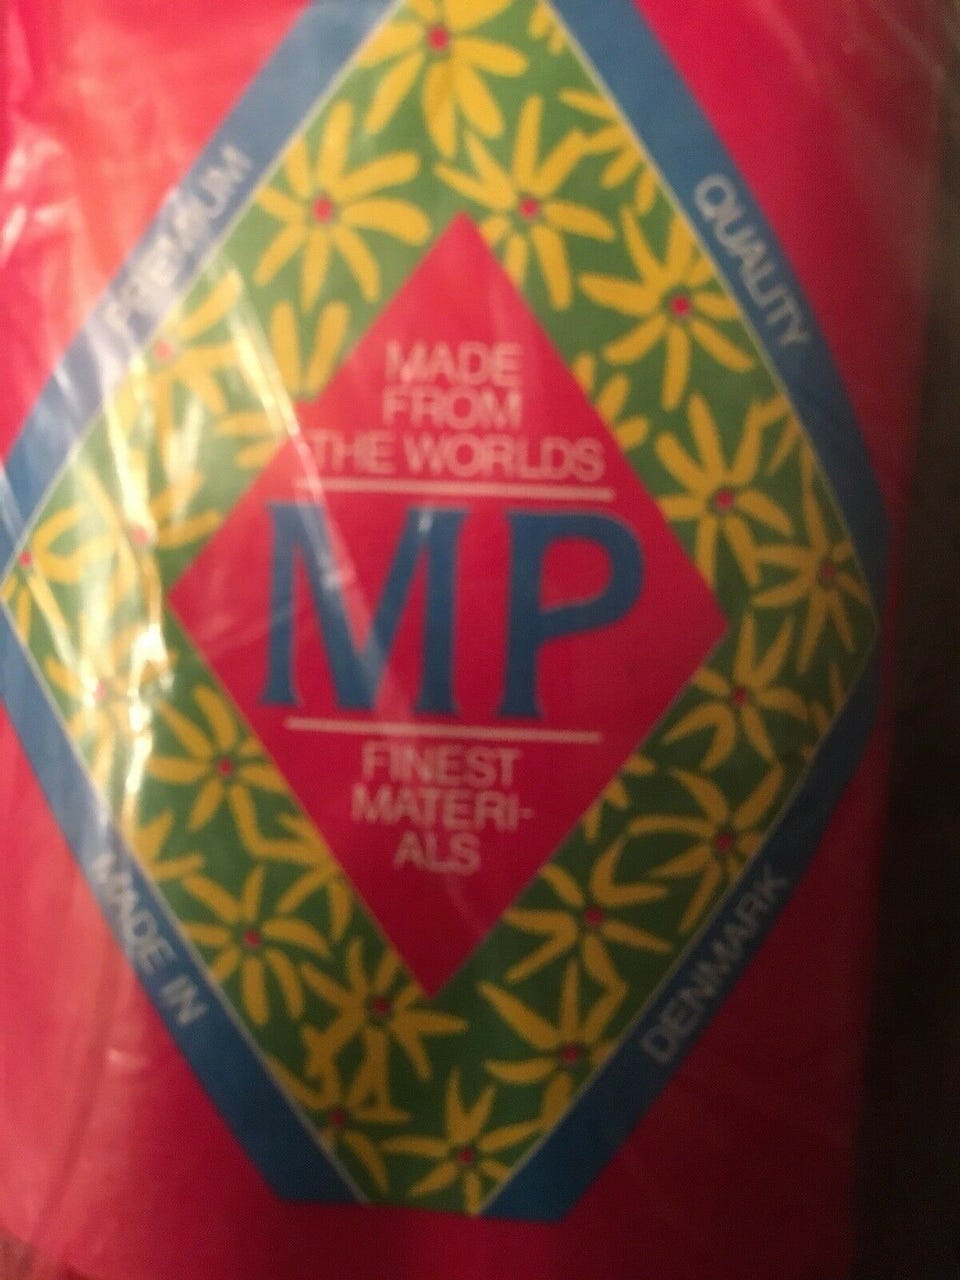 PREMIUM
QUALITY
MADE
FROM
THE WORLDS
MP
FINEST
MATERI-
ALS
MADE IN
DENMARK